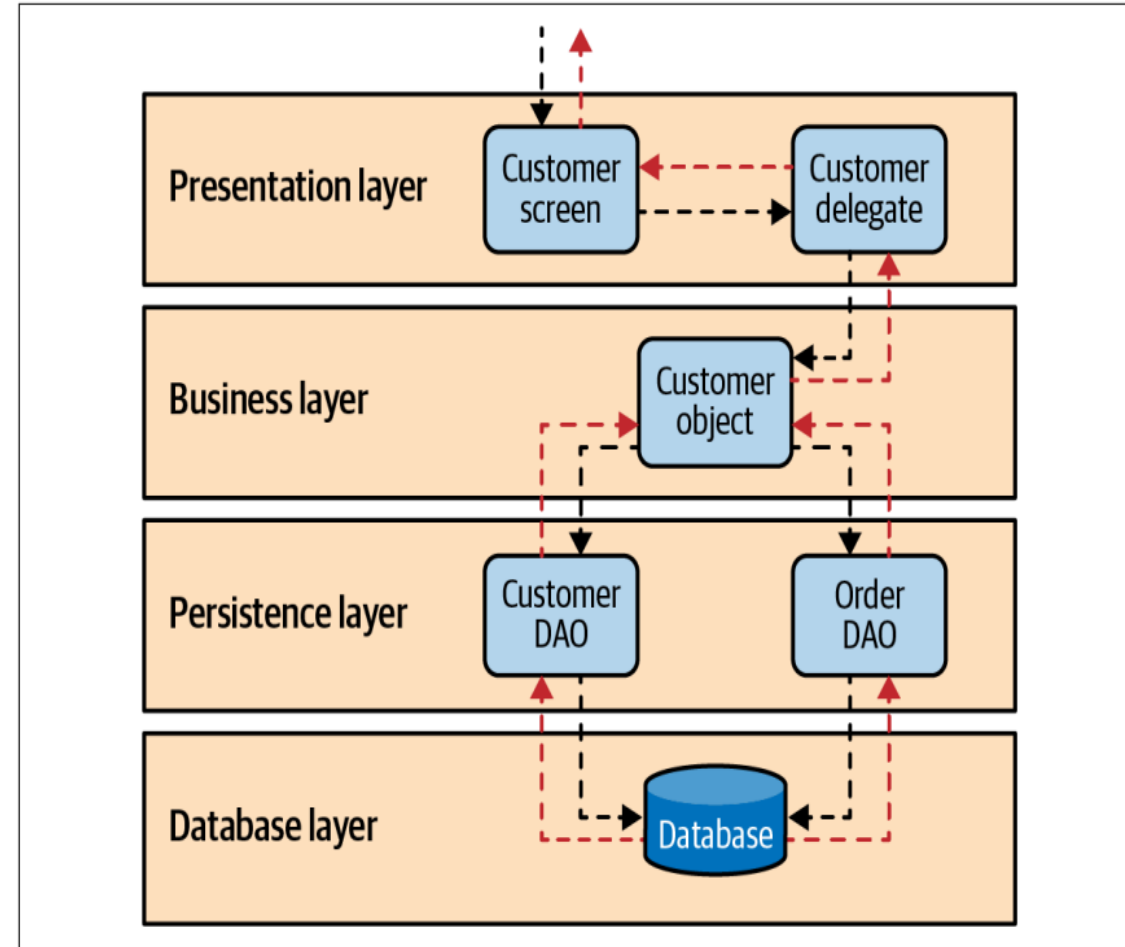 Presentation layer
Customer
screen
Customer
delegate
Business layer
Customer
object
Persistence layer
Customer
DAO
Order
DAO
Database layer
Database